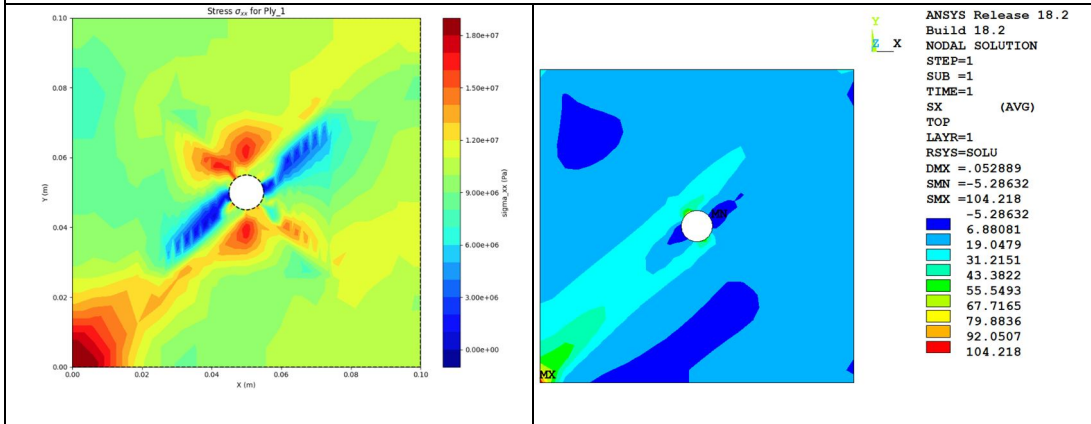 Stress σxx for Ply_1
0.10
0.08
0.06
0.04
0.02
0.00
Y (m)
0.00 0.02 0.04 0.06 0.08 0.10
X (m)
1.80e+07
1.50e+07
1.20e+07
9.00e+06
6.00e+06
3.00e+06
0.00e+00
sigma_xx (Pa)
MN
MX
Y
Z X
ANSYS Release 18.2
Build 18.2
NODAL SOLUTION
STEP=1
SUB =1
TIME=1
SX (AVG)
TOP
LAYR=1
RSYS=SOLU
DMX =.052889
SMN =-5.28632
SMX =104.218
-5.28632
6.88081
19.0479
31.2151
43.3822
55.5493
67.7165
79.8836
92.0507
104.218